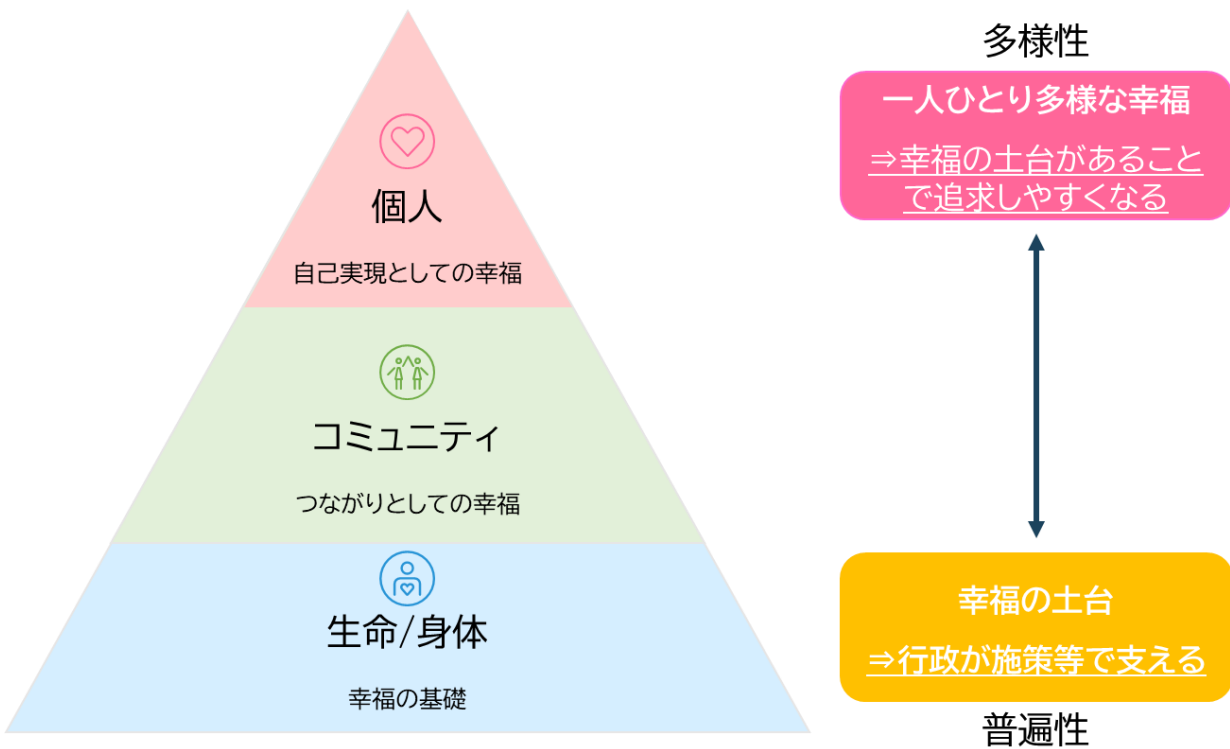 個人
自己実現としての幸福
コミュニティ
つながりとしての幸福
生命/身体
幸福の基礎
多様性
一人ひとり多様な幸福
⇒幸福の土台があること
で追求しやすくなる
幸福の土台
⇒行政が施策等で支える
普遍性